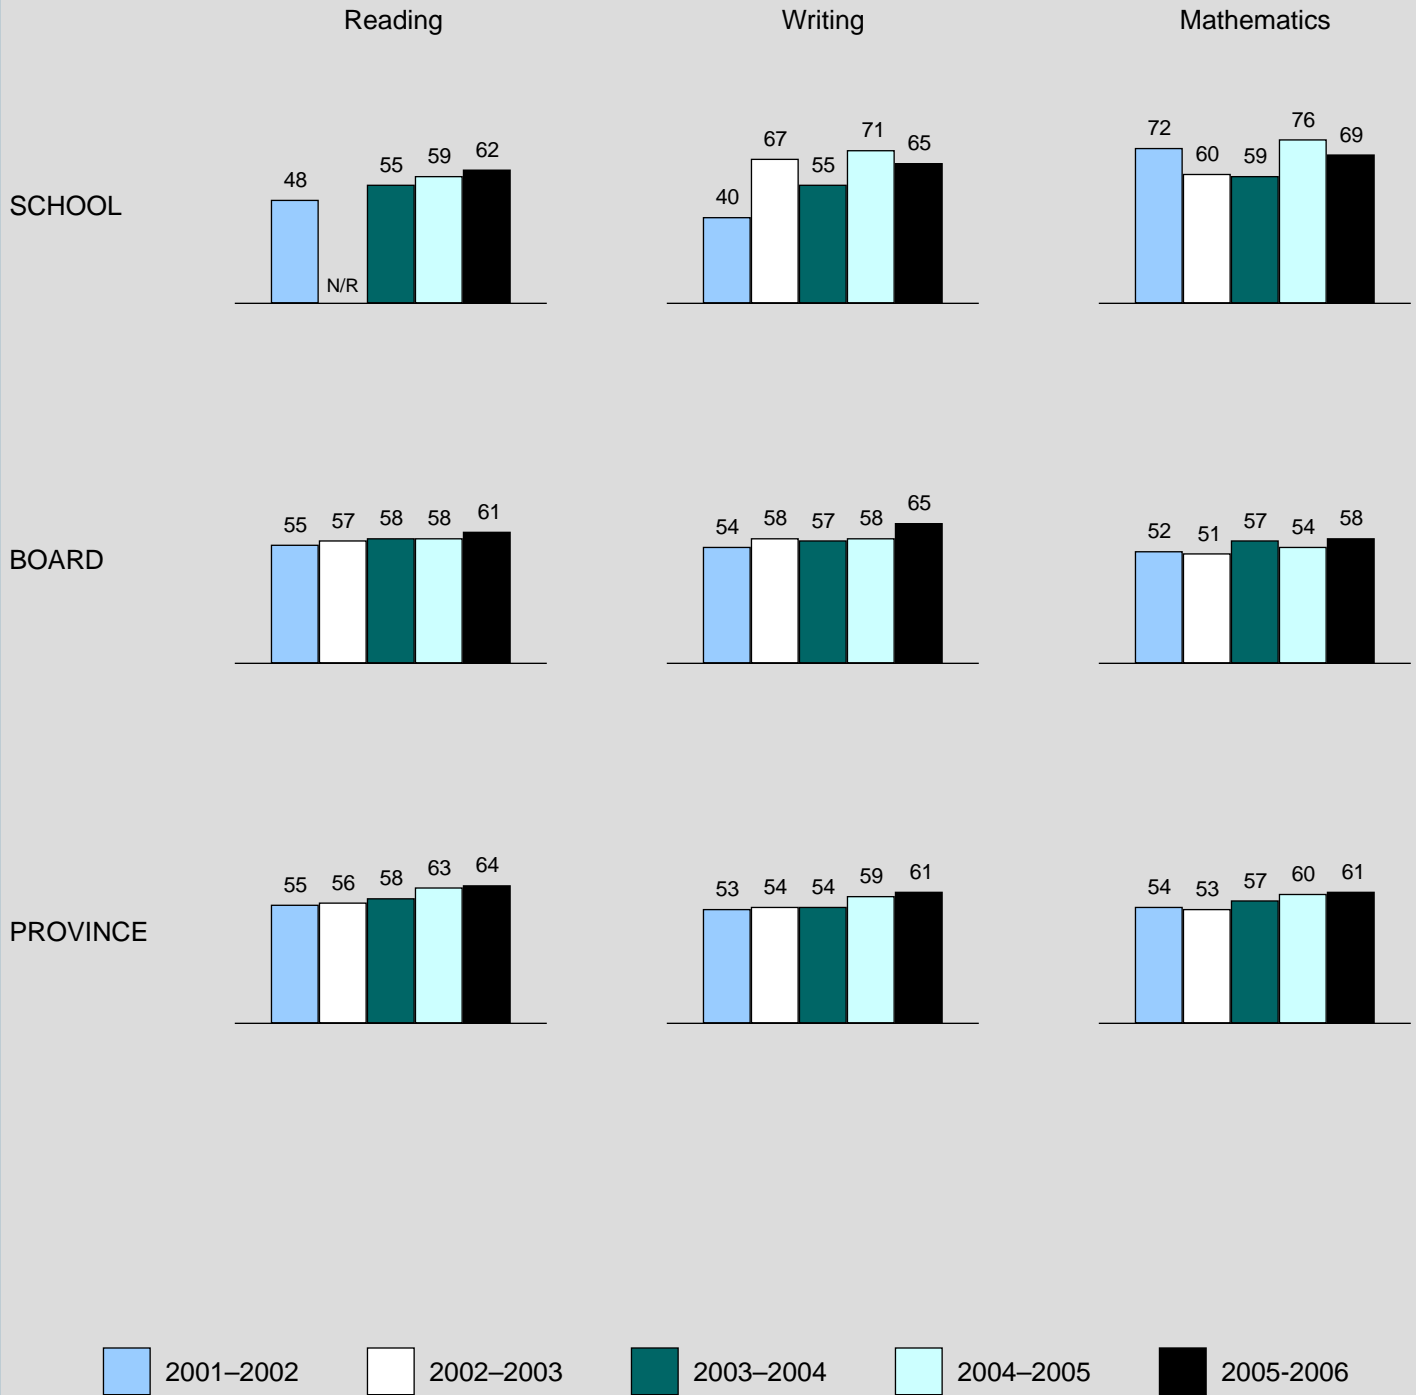 Reading Writing Mathematics
SCHOOL
48 N/R 55 59 62
40 67 55 71 65
72 60 59 76 69
BOARD
55 57 58 58 61
54 58 57 58 65
52 51 57 54 58
PROVINCE
55 56 58 63 64
53 54 54 59 61
54 53 57 60 61
2001–2002 2002–2003 2003–2004 2004–2005 2005-2006